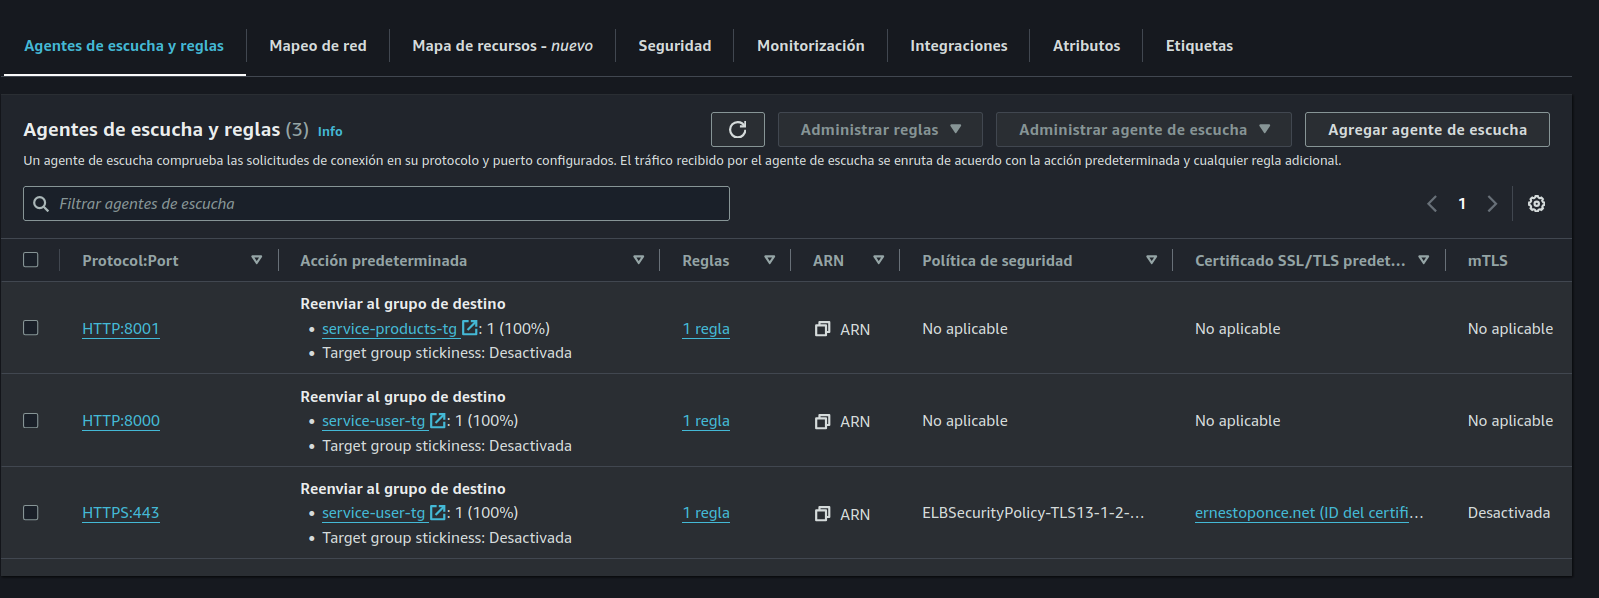 Agentes de escucha y reglas Mapeo de red Mapa de recursos - nuevo Seguridad Monitorización Integraciones Atributos Etiquetas
Agentes de escucha y reglas (3) Info Administrar reglas Administrar agente de escucha Agregar agente de escucha
Un agente de escucha comprueba las solicitudes de conexión en su protocolo y puerto configurados. El tráfico recibido por el agente de escucha se enruta de acuerdo con la acción predeterminada y cualquier regla adicional.
Filtrar agentes de escucha 1
Protocol:Port Acción predeterminada Reglas ARN Política de seguridad Certificado SSL/TLS predet... mTLS
Reenviar al grupo de destino
HTTP:8001 • service-products-tg : 1 (100%) 1 regla ARN No aplicable No aplicable No aplicable
• Target group stickiness: Desactivada
Reenviar al grupo de destino
HTTP:8000 • service-user-tg : 1 (100%) 1 regla ARN No aplicable No aplicable No aplicable
• Target group stickiness: Desactivada
Reenviar al grupo de destino
HTTPS:443 • service-user-tg : 1 (100%) 1 regla ARN ELBSecurityPolicy-TLS13-1-2-... ernestoponce.net (ID del certifi... Desactivada
• Target group stickiness: Desactivada